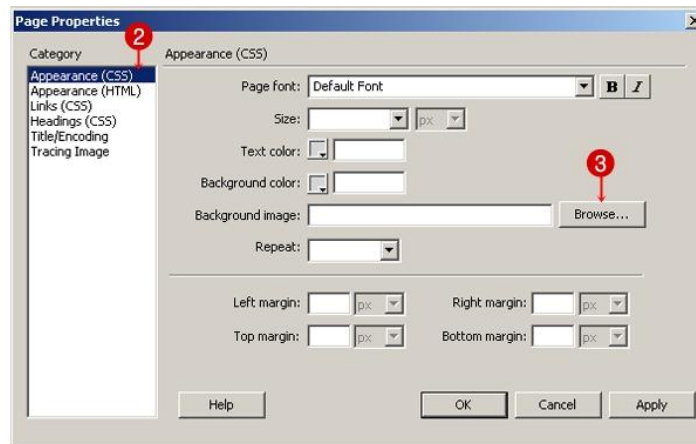 Page Properties
2
Category
Appearance (CSS)
Appearance (CSS)
Appearance (HTML)
Links (CSS)
Headings (CSS)
Title/Encoding
Tracing Image
Page font: Default Font B I
Size: px
Text color:
Background color:
3
Background image: Browse...
Repeat:
Left margin: px Right margin: px
Top margin: px Bottom margin: px
Help OK Cancel Apply